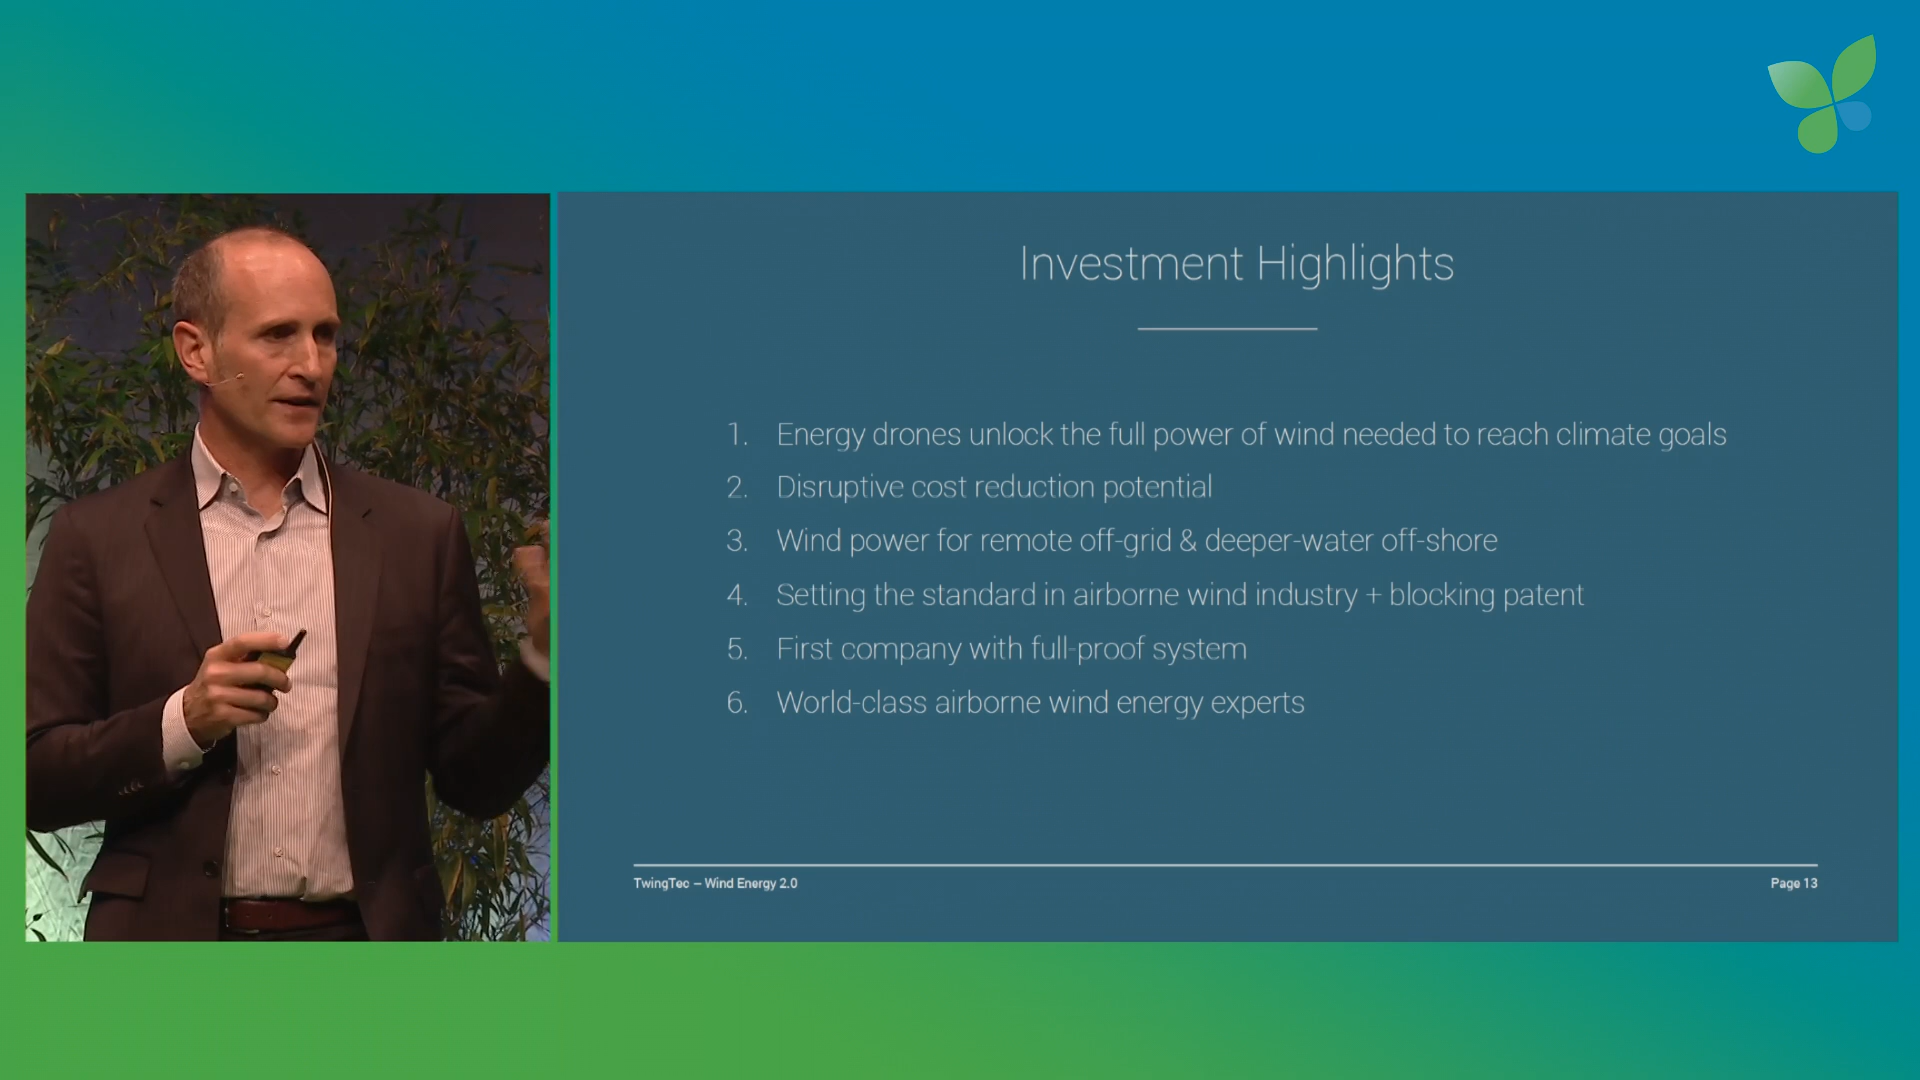 Investment Highlights
1. Energy drones unlock the full power of wind needed to reach climate goals
2. Disruptive cost reduction potential
3. Wind power for remote off-grid & deeper-water off-shore
4. Setting the standard in airborne wind industry + blocking patent
5. First company with full-proof system
6. World-class airborne wind energy experts
TwingTec – Wind Energy 2.0
Page 13